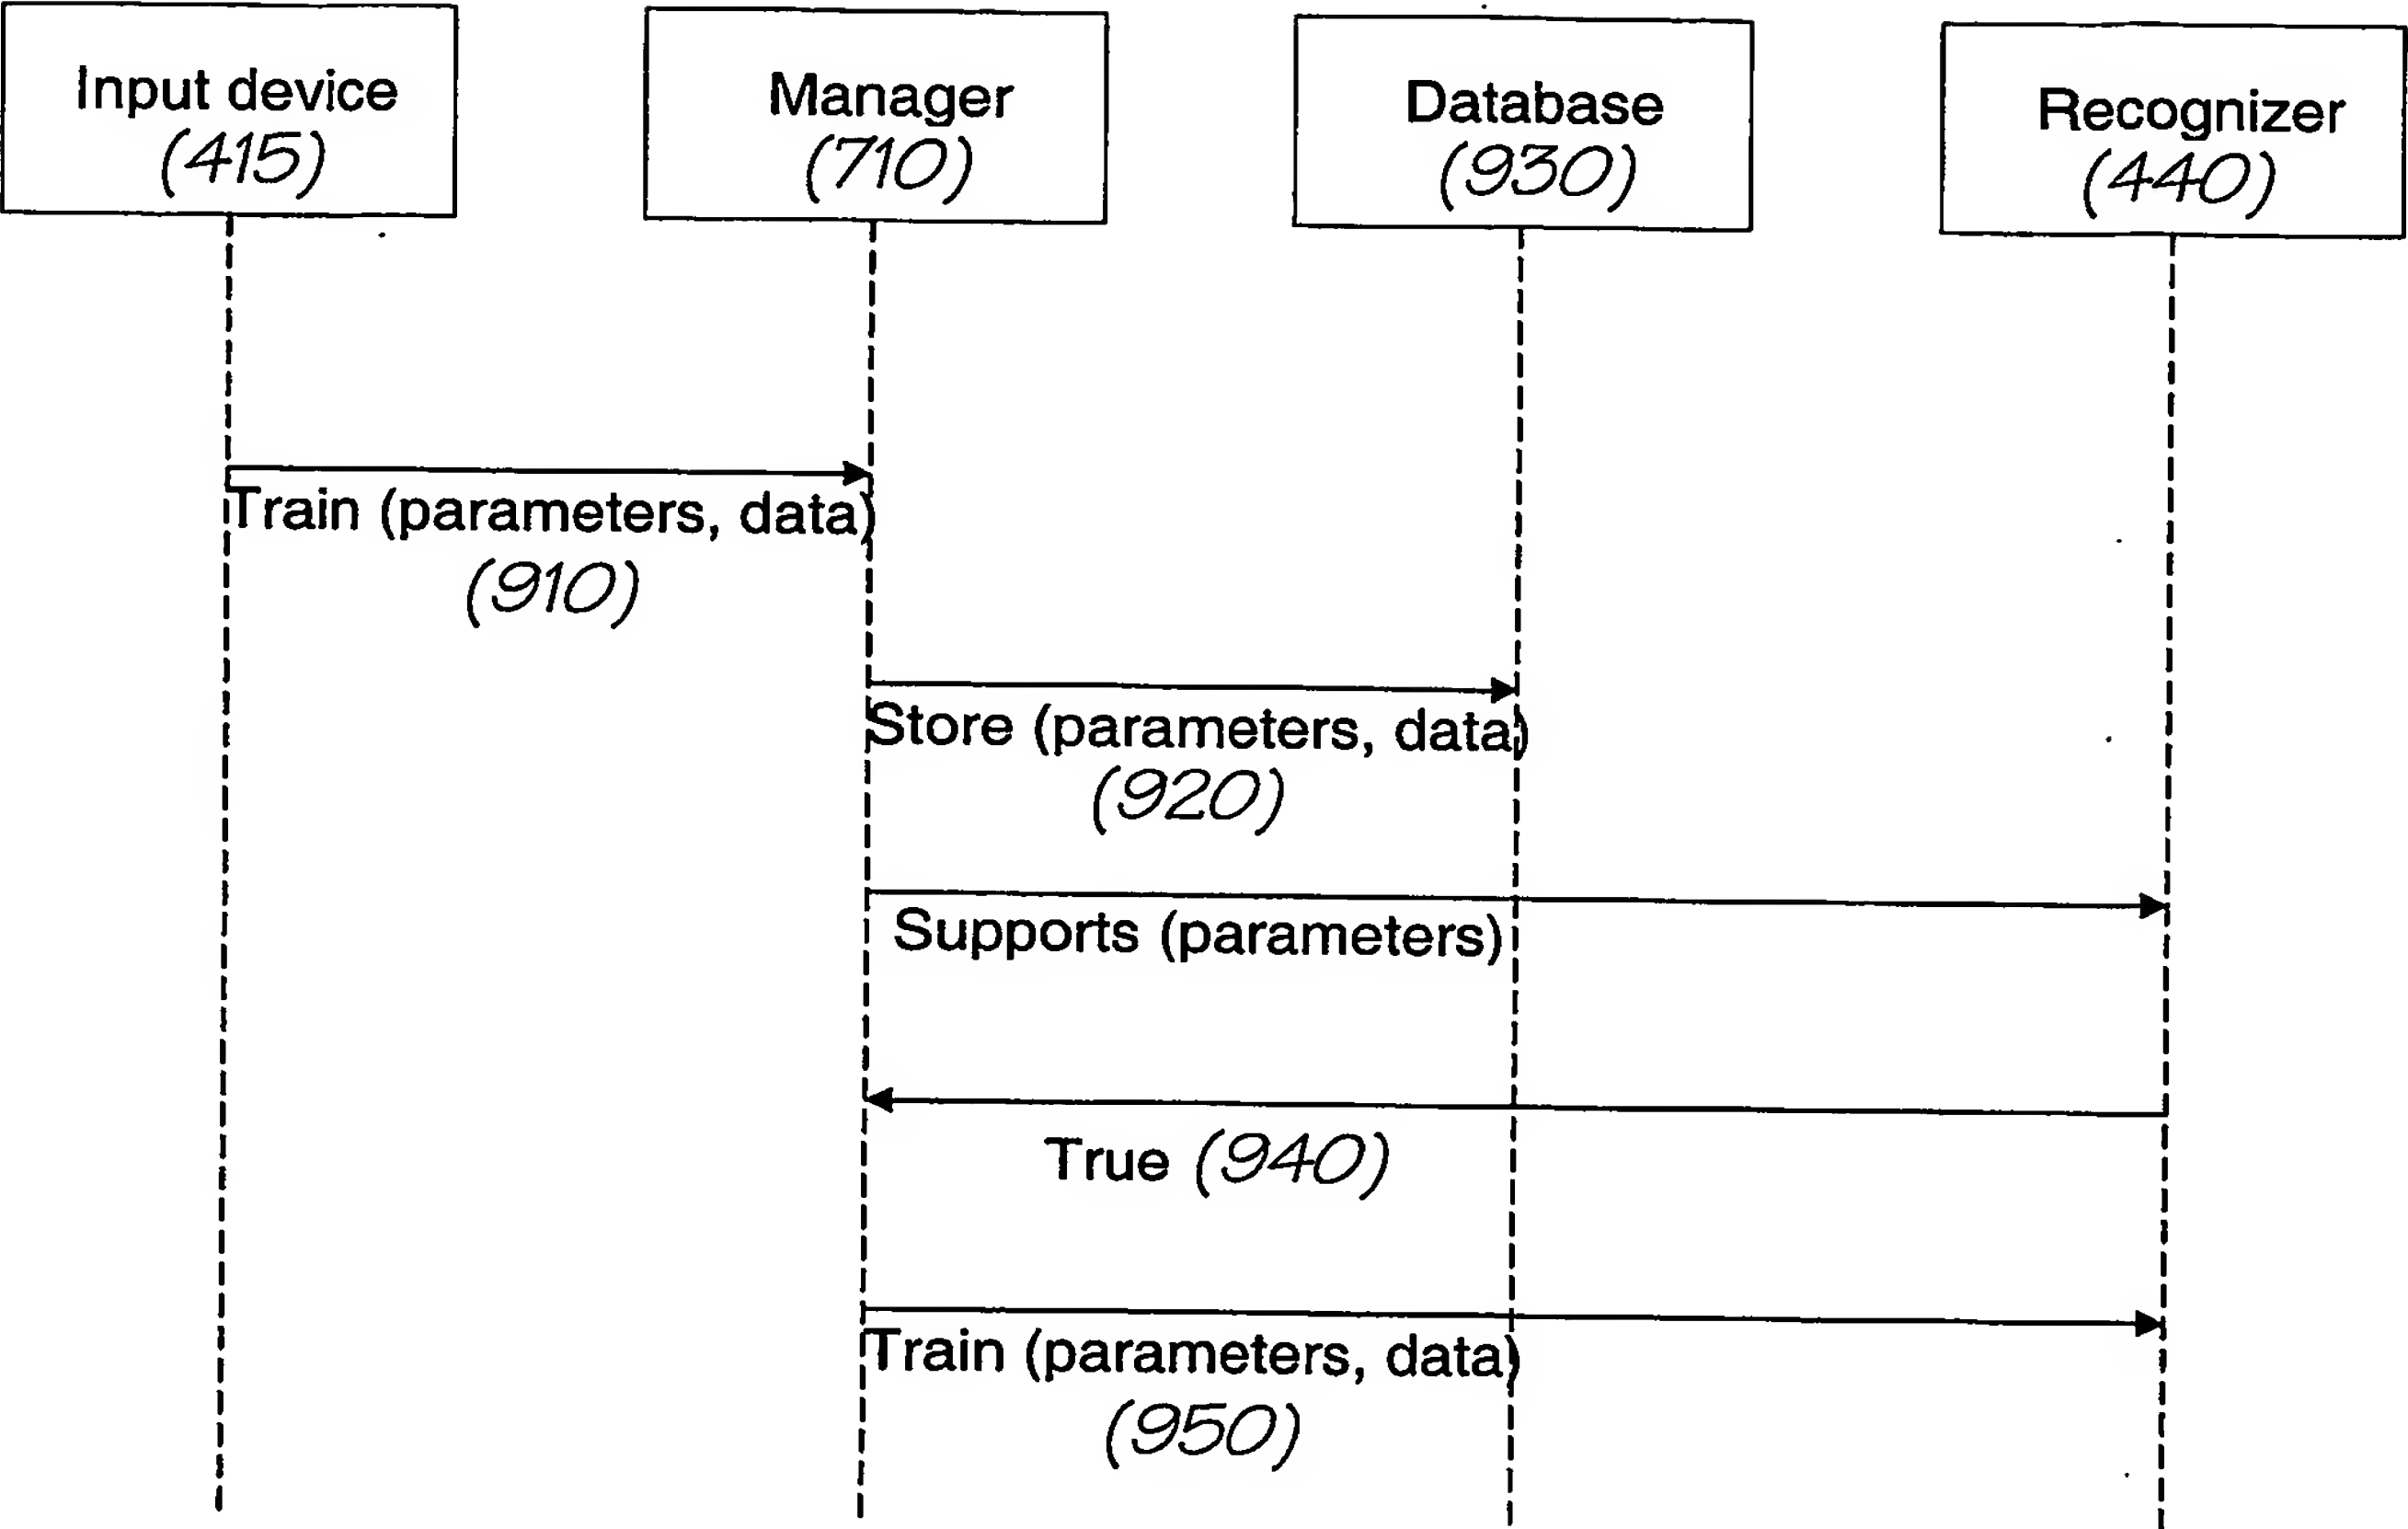 Input device
(415)
Manager
(710)
Database
(930)
Recognizer
(440)
Train (parameters, data)
(910)
Store (parameters, data)
(920)
Supports (parameters)
True (940)
Train (parameters, data)
(950)